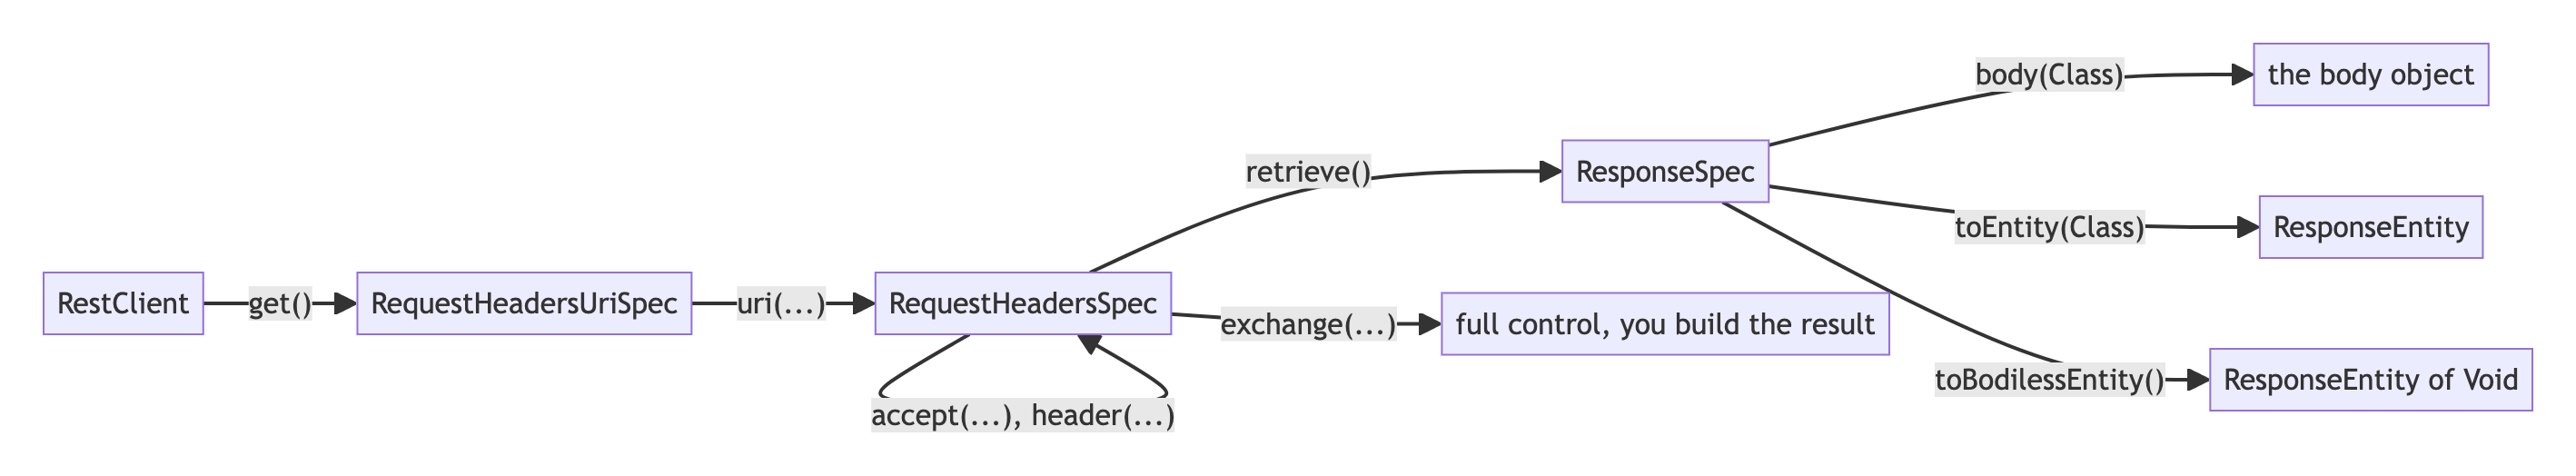 RestClient
get()
RequestHeadersUriSpec
uri(...)
RequestHeadersSpec
accept(...), header(...)
retrieve()
exchange(...)
full control, you build the result
ResponseSpec
body(Class)
the body object
toEntity(Class)
ResponseEntity
toBodilessEntity()
ResponseEntity of Void